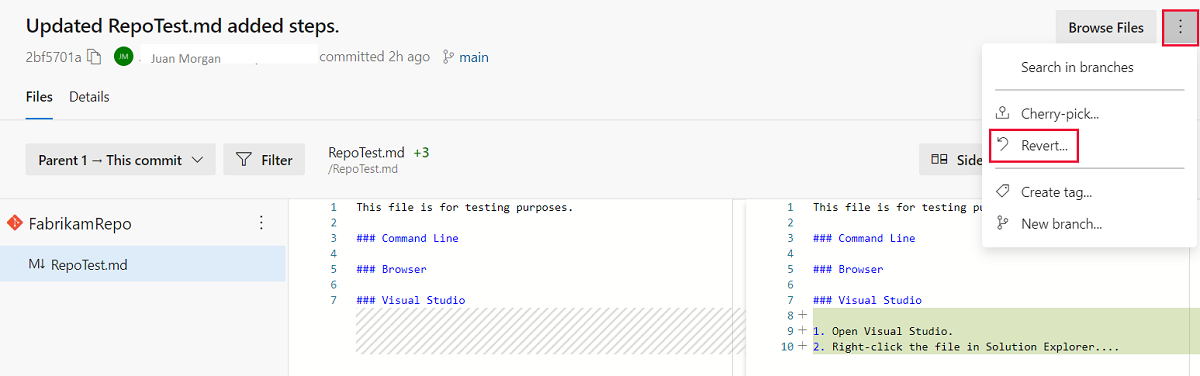 Updated RepoTest.md added steps.
Browse Files
2bf5701a JM Juan Morgan committed 2h ago main
Search in branches
Files Details
Cherry-pick...
Revert...
Parent 1 → This commit Filter RepoTest.md +3
/RepoTest.md
Side
Create tag...
New branch...
FabrikamRepo
M↓ RepoTest.md
1 This file is for testing purposes.
2
3 ### Command Line
4
5 ### Browser
6
7 ### Visual Studio
1 This file is for testing pu
2
3 ### Command Line
4
5 ### Browser
6
7 ### Visual Studio
8 +
9 + 1. Open Visual Studio.
10 + 2. Right-click the file in Solution Explorer....